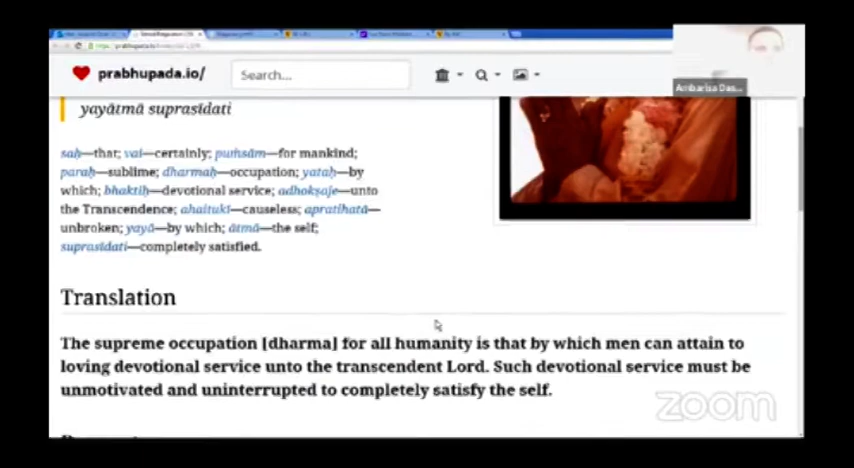 prabhupada.io/
Search...
Ambarisa Das...
yayātmā suprasīdati
saḥ—that; vai—certainly; puṁsām—for mankind;
paraḥ—sublime; dharmaḥ—occupation; yataḥ—by
which; bhaktiḥ—devotional service; adhokṣaje—unto
the Transcendence; ahaitukī—causeless; apratihatā—
unbroken; yayā—by which; ātmā—the self;
suprasīdati—completely satisfied.
Translation
The supreme occupation [dharma] for all humanity is that by which men can attain to
loving devotional service unto the transcendent Lord. Such devotional service must be
unmotivated and uninterrupted to completely satisfy the self.
zoom